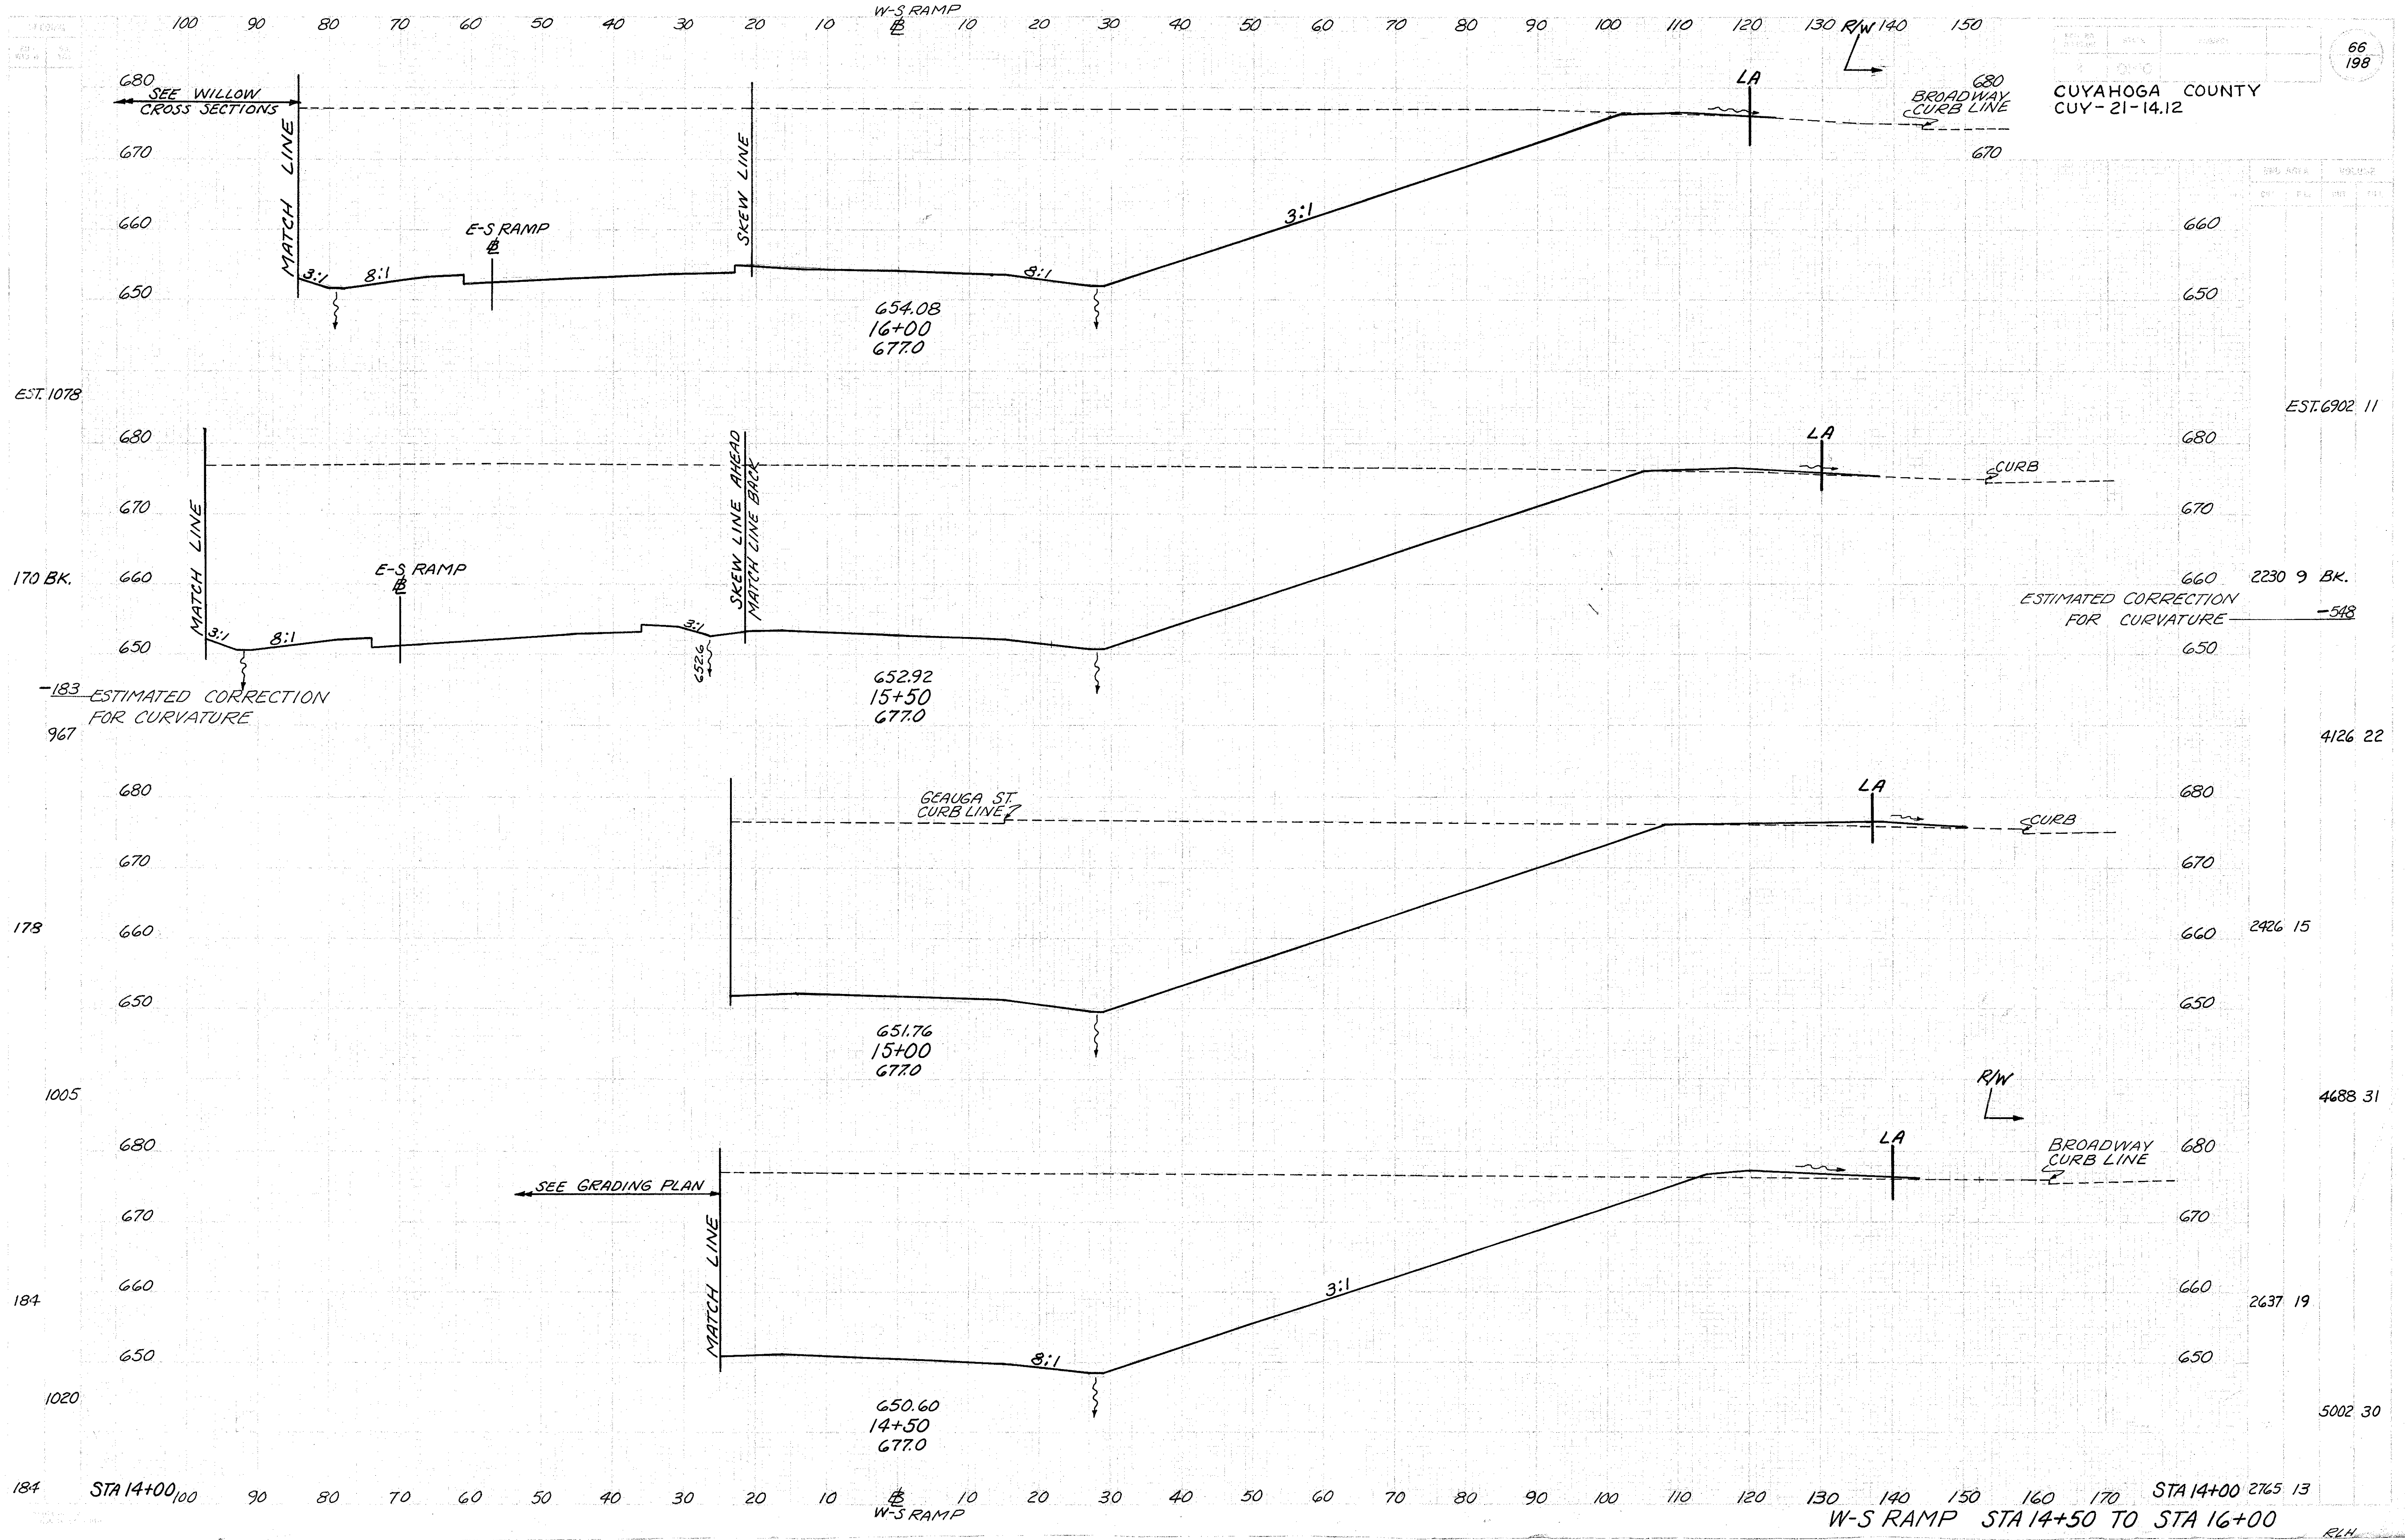 W-S RAMP
100 90 80 70 60 50 40 30 20 10 ℄B 10 20 30 40 50 60 70 80 90 100 110 120 130 R/W 140 150
66
198
CUYAHOGA COUNTY
CUY-21-14.12
680
SEE WILLOW
CROSS SECTIONS
MATCH LINE
SKEW LINE
LA
680
BROADWAY
CURB LINE
670
670
660
E-S RAMP
3:1
660
650
3:1
8:1
8:1
650
654.08
16+00
677.0
EST. 1078
EST. 6902 11
680
MATCH LINE
SKEW LINE AHEAD
MATCH LINE BACK
LA
680
CURB
670
670
170 BK.
660
E-S RAMP
660
2230 9 BK.
ESTIMATED CORRECTION
FOR CURVATURE
-548
650
3:1
8:1
3:1
652.6
650
652.92
15+50
677.0
-183 ESTIMATED CORRECTION
FOR CURVATURE
967
4126 22
680
GEAUGA ST.
CURB LINE
LA
680
CURB
670
670
178
660
660
2426 15
650
650
651.76
15+00
677.0
1005
R/W
4688 31
680
SEE GRADING PLAN
MATCH LINE
LA
BROADWAY
CURB LINE
680
670
670
184
660
3:1
660
2637 19
650
8:1
650
650.60
14+50
677.0
1020
5002 30
184
STA 14+00 100 90 80 70 60 50 40 30 20 10 ℄B 10 20 30 40 50 60 70 80 90 100 110 120 130 140 150 160 170 STA 14+00 2765 13
W-S RAMP
W-S RAMP STA 14+50 TO STA 16+00
RLH